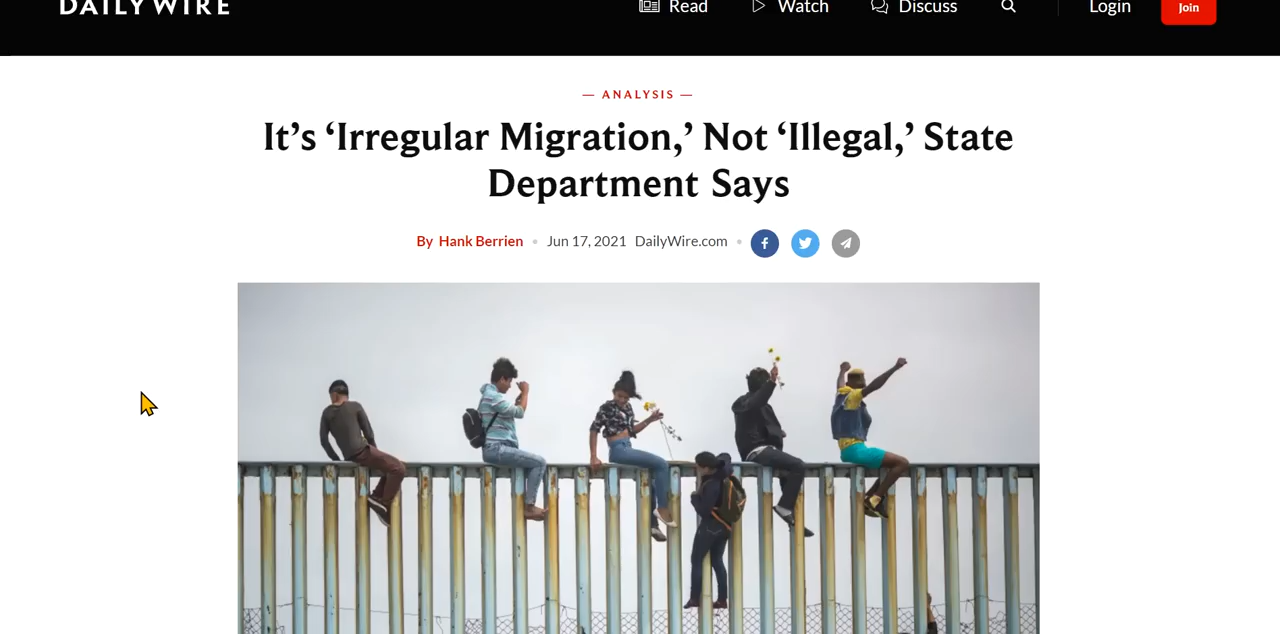 DAILY WIRE
Read
Watch
Discuss
Login
Join
— ANALYSIS —
It’s ‘Irregular Migration,’ Not ‘Illegal,’ State
Department Says
By Hank Berrien • Jun 17, 2021 DailyWire.com •